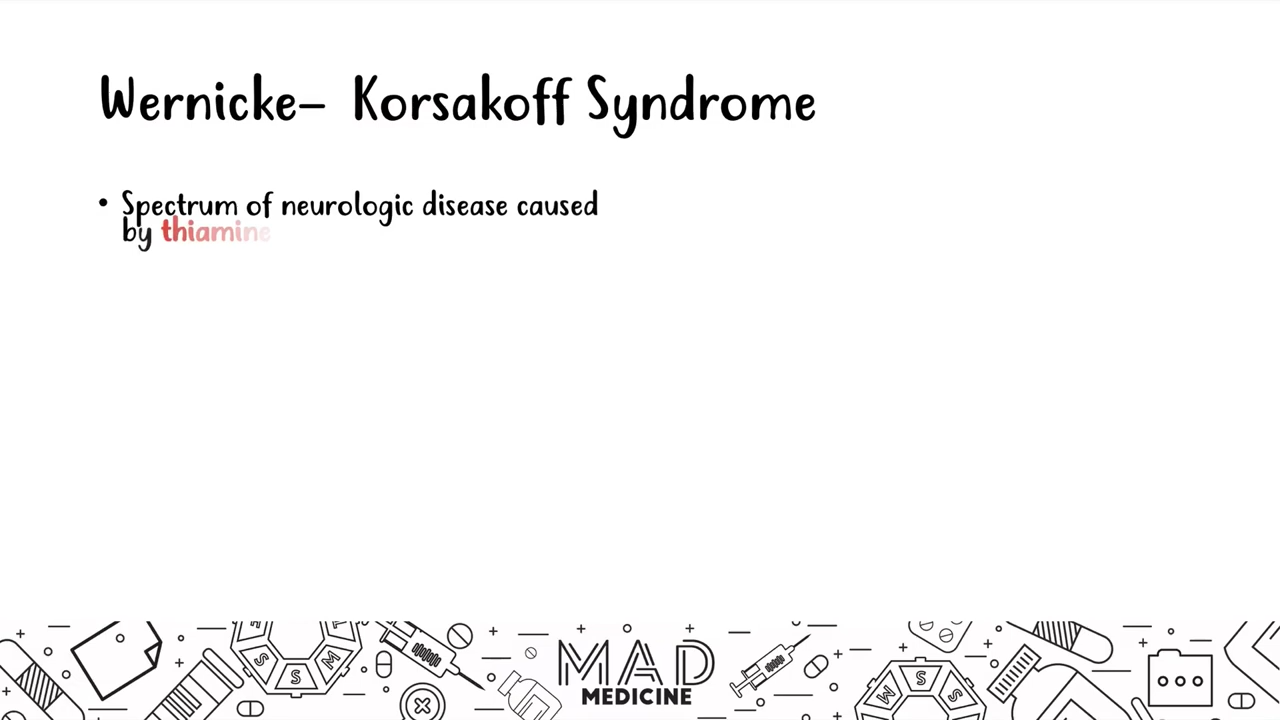 Wernicke- Korsakoff Syndrome
• Spectrum of neurologic disease caused
by thiamine
S S M
MAD
MEDICINE
M S S